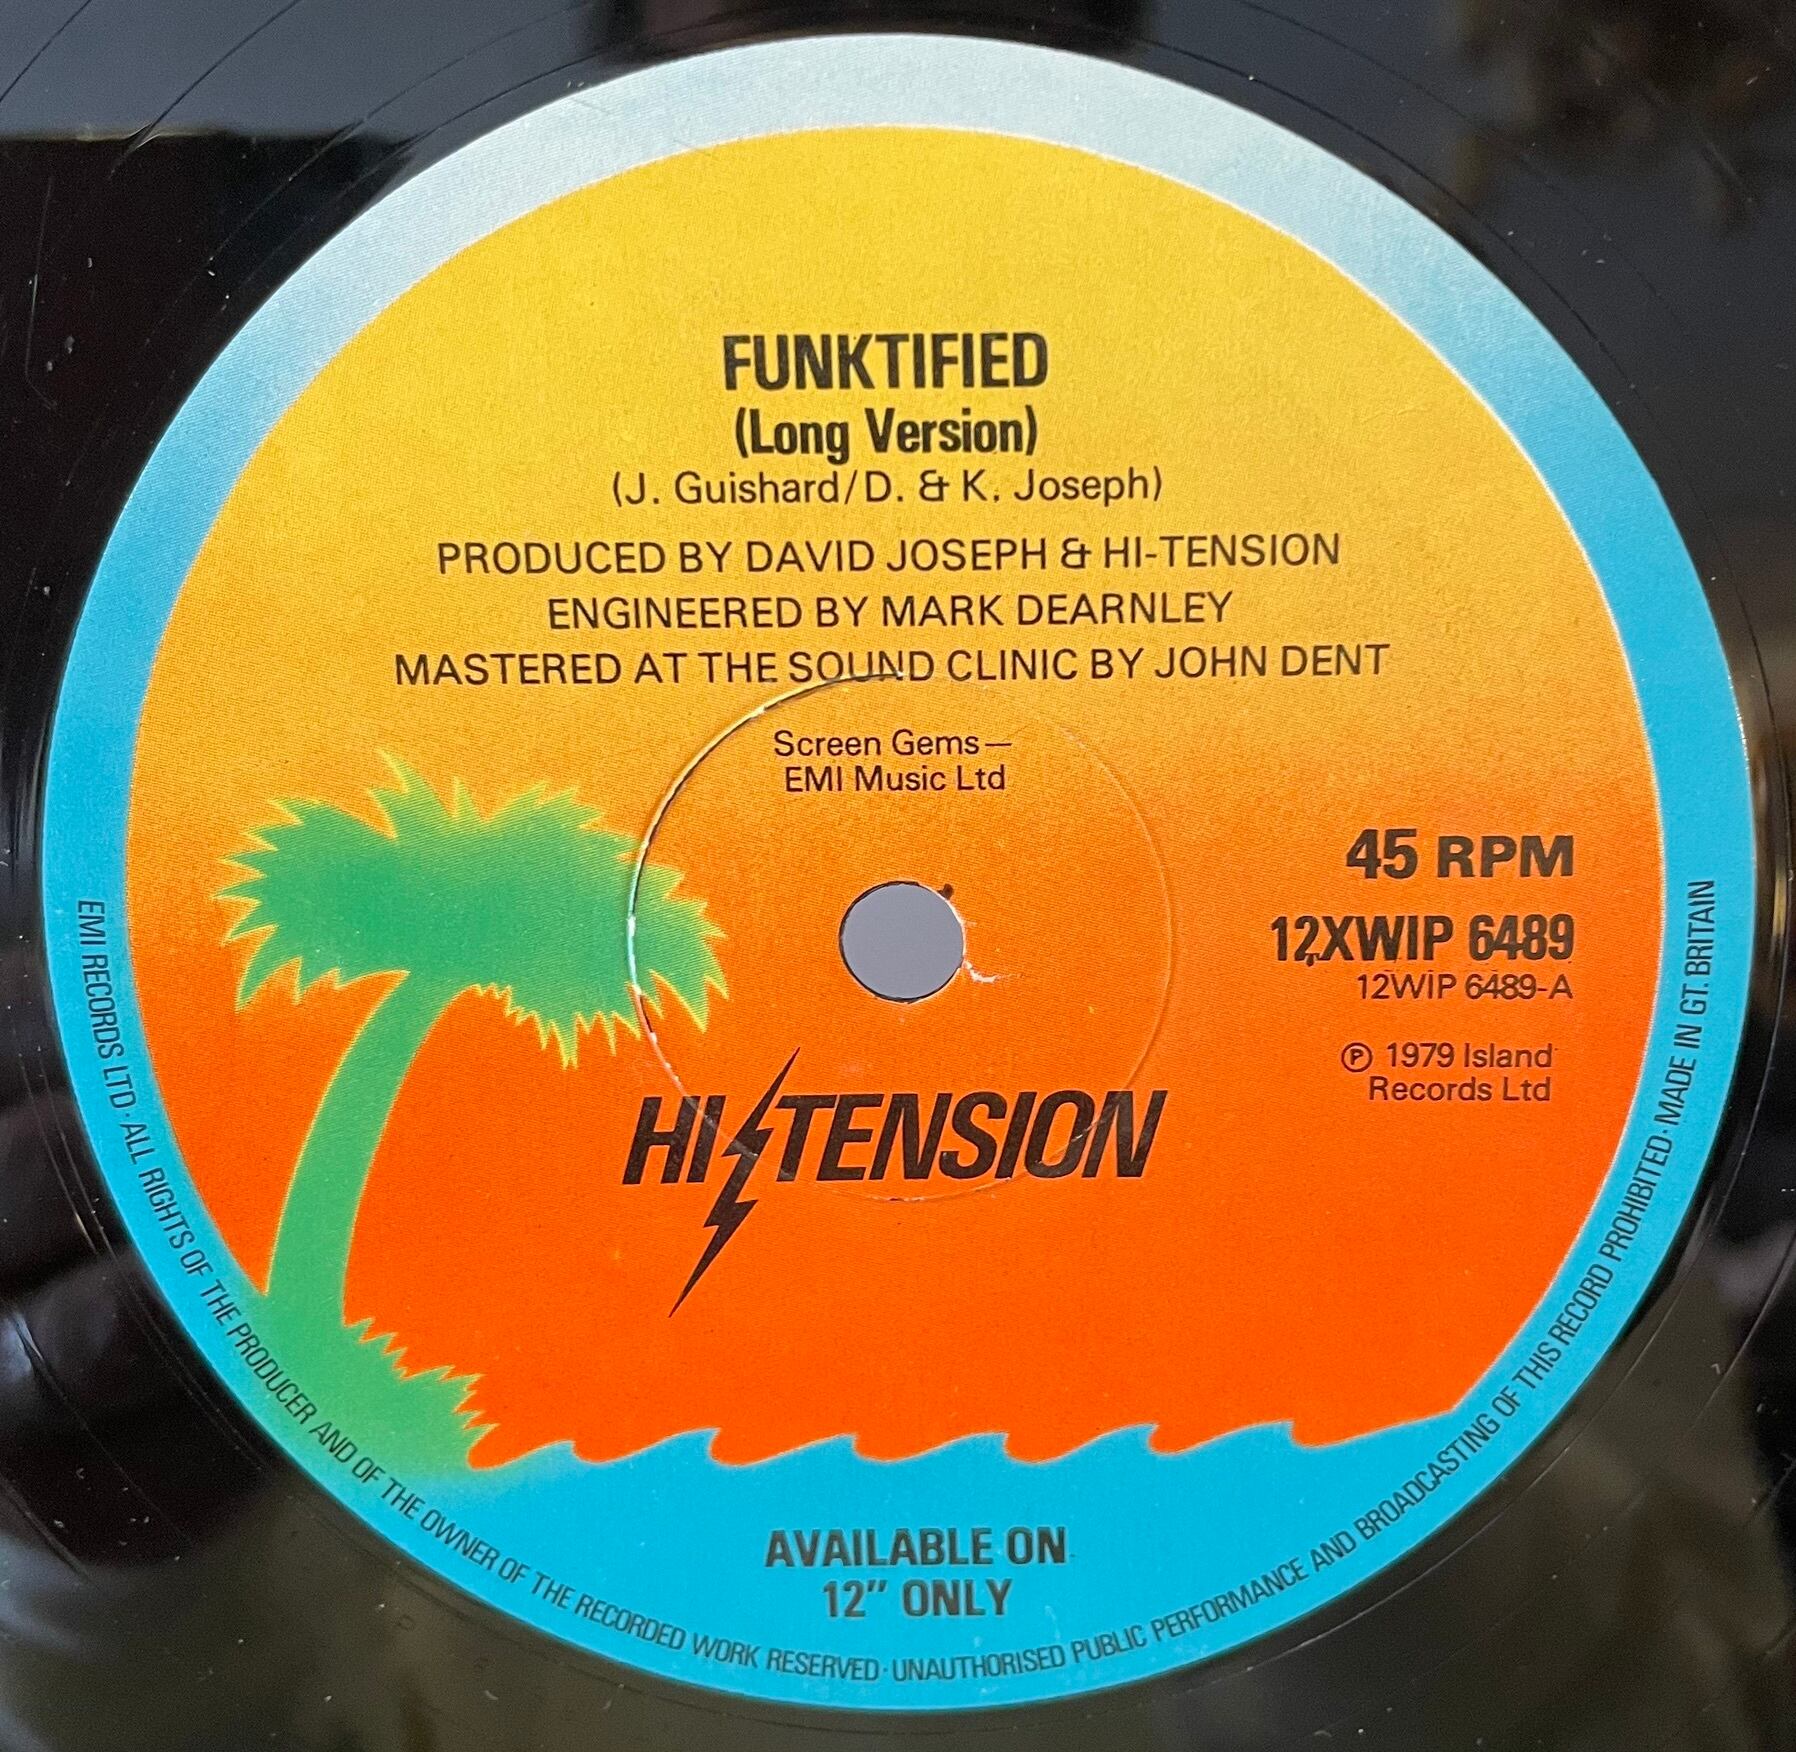 FUNKTIFIED
(Long Version)
(J. Guishard/D. & K. Joseph)
PRODUCED BY DAVID JOSEPH & HI-TENSION
ENGINEERED BY MARK DEARNLEY
MASTERED AT THE SOUND CLINIC BY JOHN DENT
Screen Gems—
EMI Music Ltd
45 RPM
12XWIP 6489
12WIP 6489-A
℗ 1979 Island
Records Ltd
HI TENSION
AVAILABLE ON
12" ONLY
EMI RECORDS LTD · ALL RIGHTS OF THE PRODUCER AND OF THE OWNER OF THE RECORDED WORK RESERVED · UNAUTHORISED PUBLIC PERFORMANCE AND BROADCASTING OF THIS RECORD PROHIBITED · MADE IN GT. BRITAIN